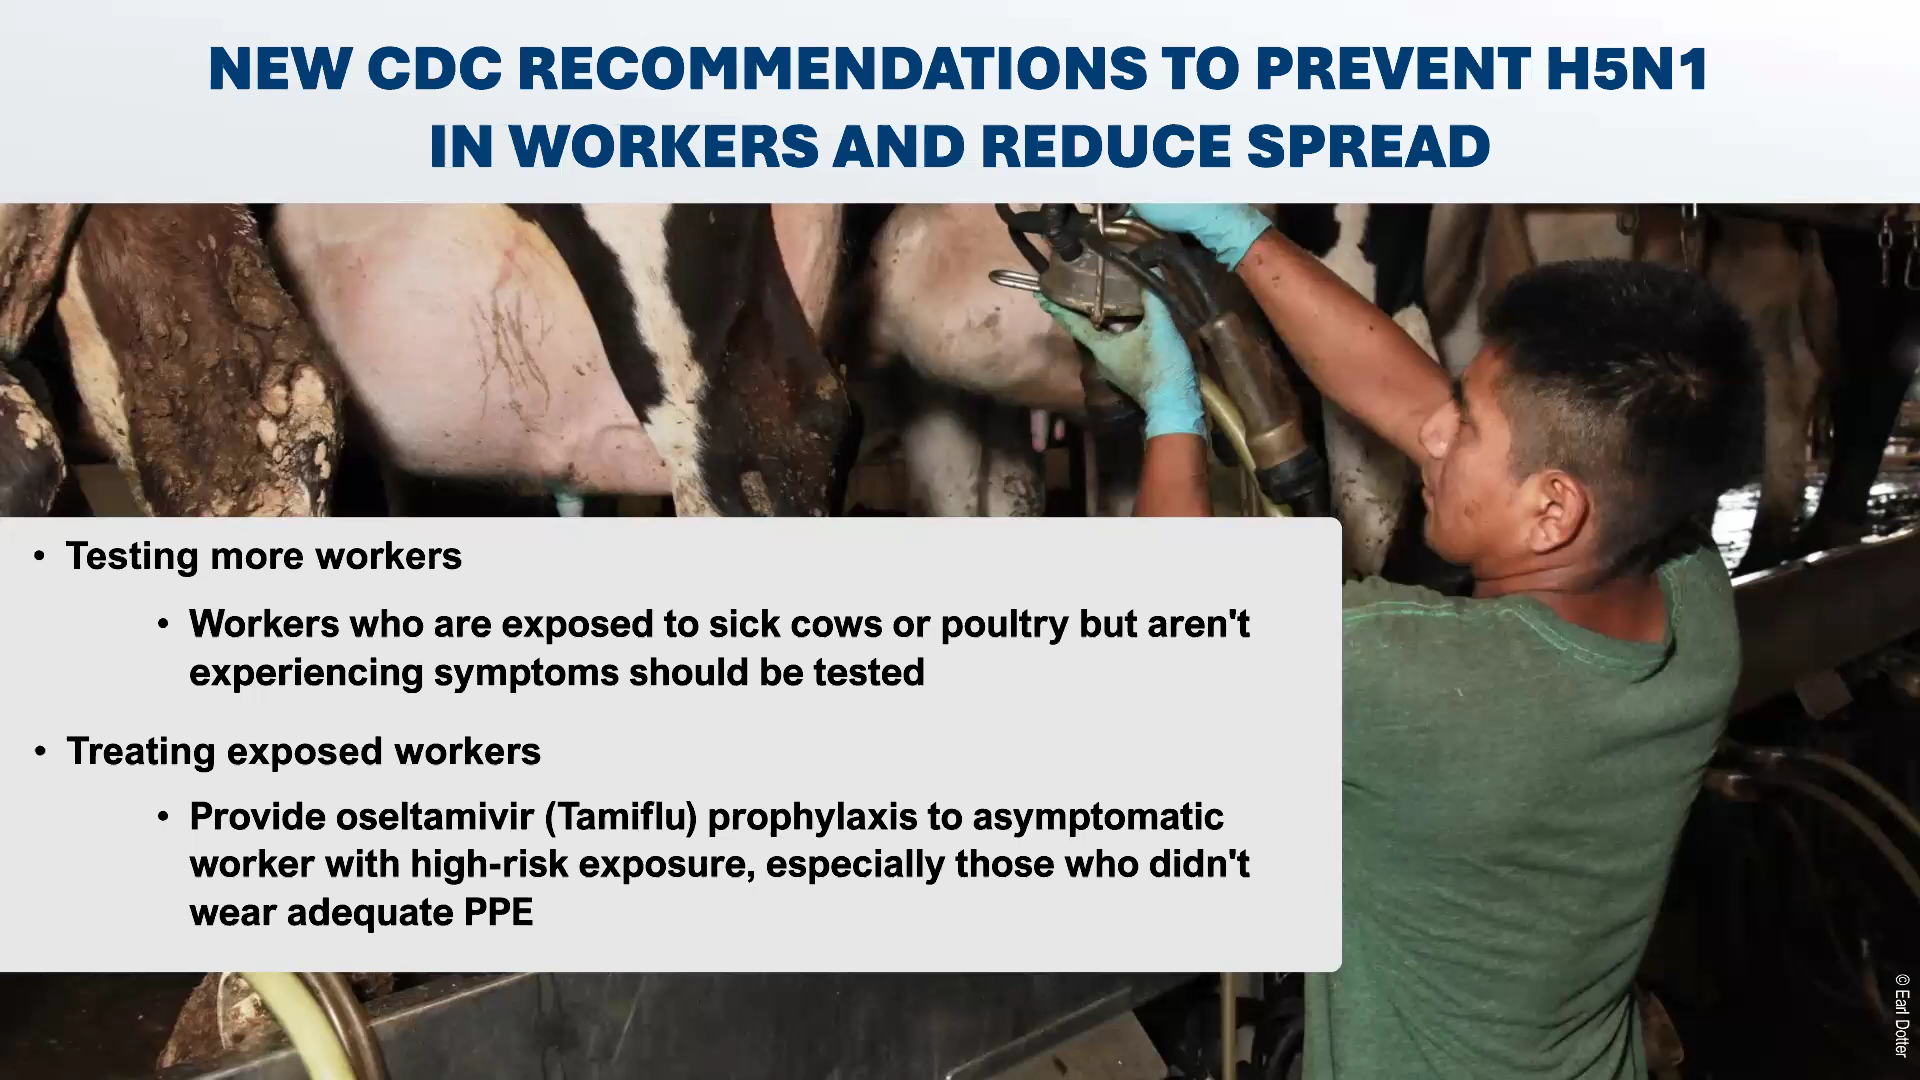 NEW CDC RECOMMENDATIONS TO PREVENT H5N1
IN WORKERS AND REDUCE SPREAD
• Testing more workers
• Workers who are exposed to sick cows or poultry but aren't
experiencing symptoms should be tested
• Treating exposed workers
• Provide oseltamivir (Tamiflu) prophylaxis to asymptomatic
worker with high-risk exposure, especially those who didn't
wear adequate PPE
© Earl Dotter